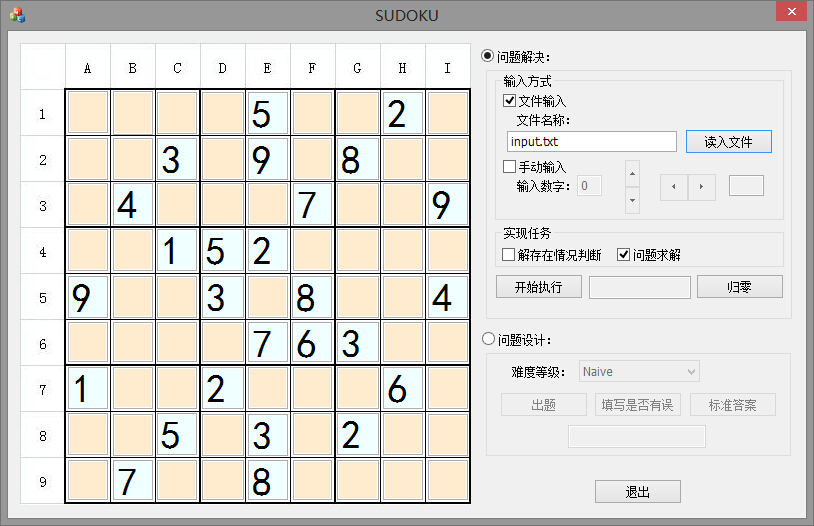 SUDOKU
A B C D E F G H I
1 5 2
2 3 9 8
3 4 7 9
4 1 5 2
5 9 3 8 4
6 7 6 3
7 1 2 6
8 5 3 2
9 7 8
问题解决:
输入方式
文件输入
文件名称:
input.txt 读入文件
手动输入
输入数字: 0
实现任务
解存在情况判断 问题求解
开始执行 归零
问题设计:
难度等级: Naive
出题 填写是否有误 标准答案
退出